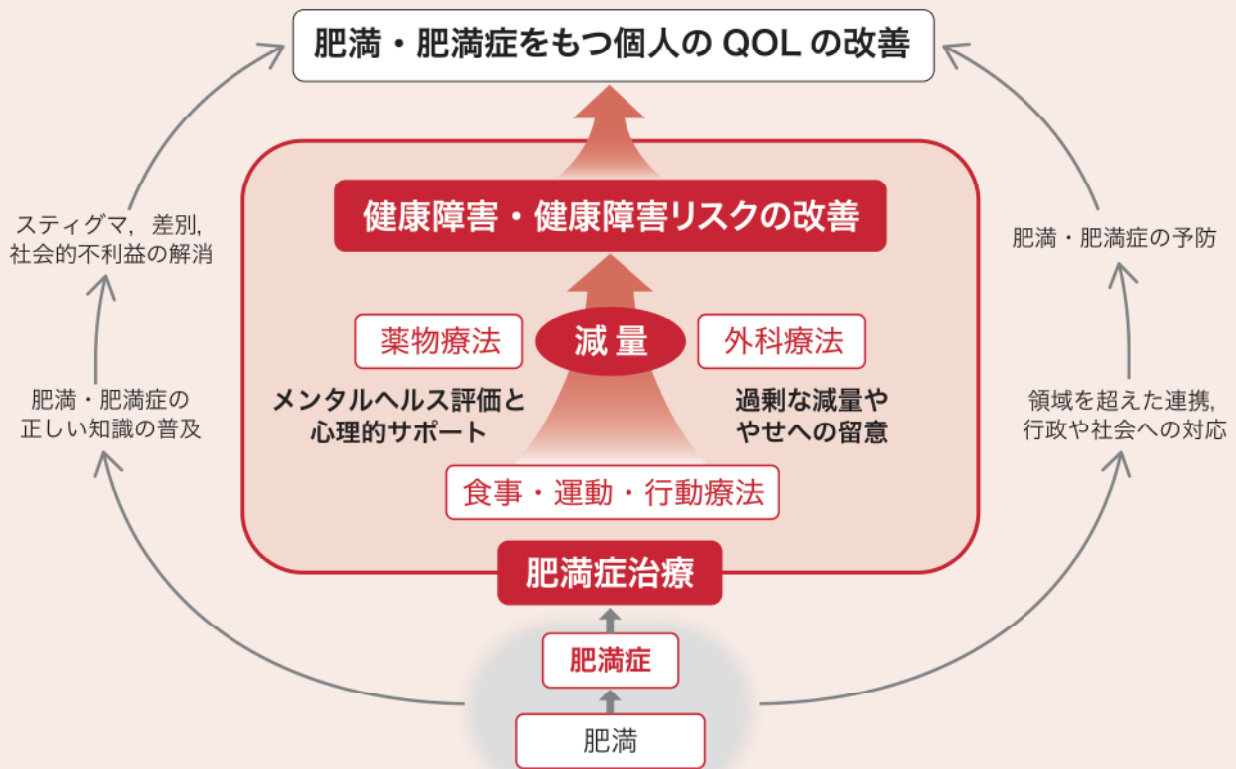 肥満・肥満症をもつ個人の QOL の改善
健康障害・健康障害リスクの改善
スティグマ，差別，
社会的不利益の解消
肥満・肥満症の予防
薬物療法
減量
外科療法
メンタルヘルス評価と
心理的サポート
過剰な減量や
やせへの留意
肥満・肥満症の
正しい知識の普及
領域を超えた連携，
行政や社会への対応
食事・運動・行動療法
肥満症治療
肥満症
肥満